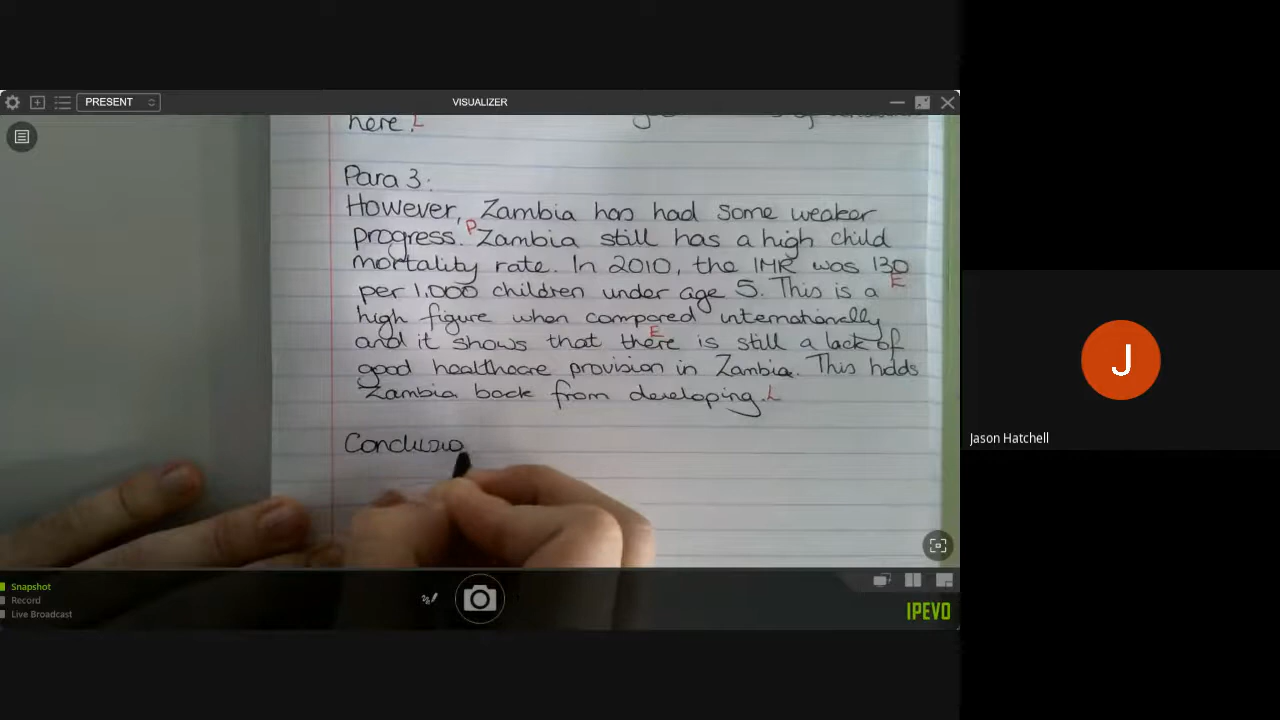 PRESENT
VISUALIZER
here. L
Para 3:
However, Zambia has had some weaker
progress. P Zambia still has a high child
mortality rate. In 2010, the IMR was 130
E
per 1,000 children under age 5. This is a
high figure when compared internationally
E
and it shows that there is still a lack of
good healthcare provision in Zambia. This holds
Zambia back from developing. L
Conclusio
Snapshot
Record
Live Broadcast
IPEVO
J
Jason Hatchell